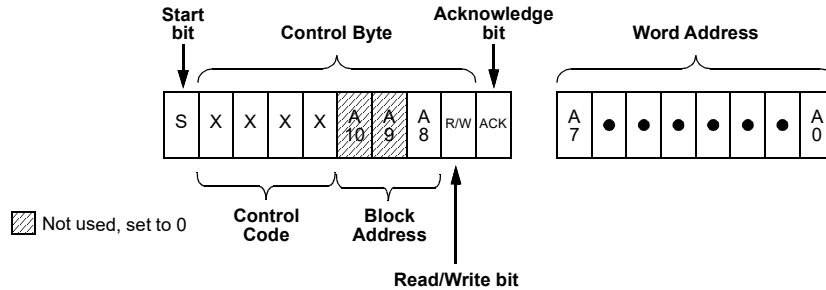 Start
bit
Control Byte
Acknowledge
bit
Word Address
S X X X X A
10 A
9 A
8 R/W ACK A
7 • • • • • • A
0
Control
Code
Block
Address
Not used, set to 0
Read/Write bit